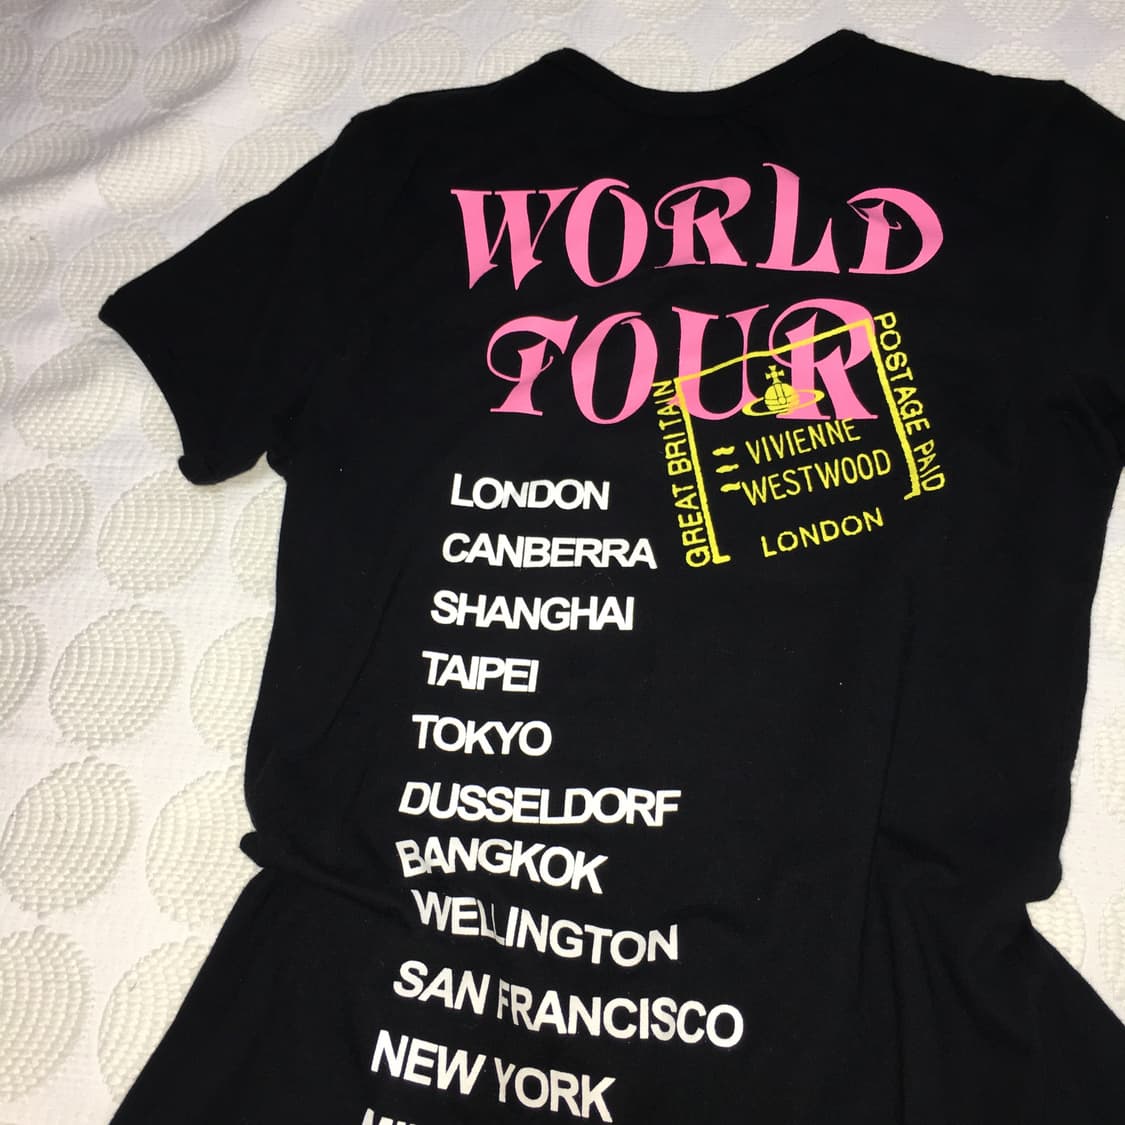 WORLD
TOUR
GREAT BRITAIN
POSTAGE PAID
VIVIENNE
WESTWOOD
LONDON
LONDON
CANBERRA
SHANGHAI
TAIPEI
TOKYO
DUSSELDORF
BANGKOK
WELLINGTON
SAN FRANCISCO
NEW YORK